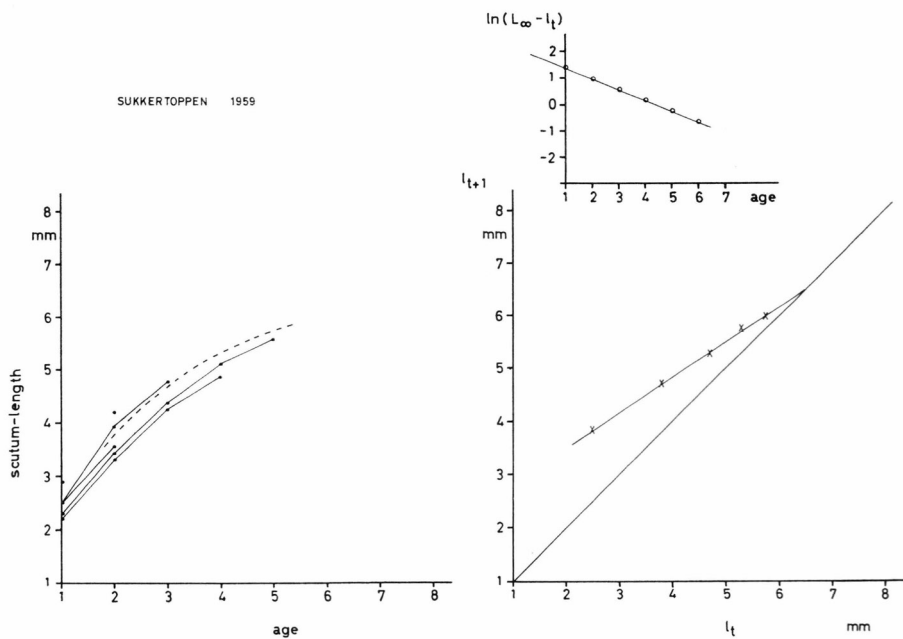 SUKKERTOPPEN 1959
8
mm
7
6
5
4
3
2
1
scutum-length
1 2 3 4 5 6 7 8
age
ln(L∞-lt)
2
1
0
-1
-2
1 2 3 4 5 6 7 age
lt+1
8
mm
7
6
5
4
3
2
1
1 2 3 4 5 6 7 8
lt mm